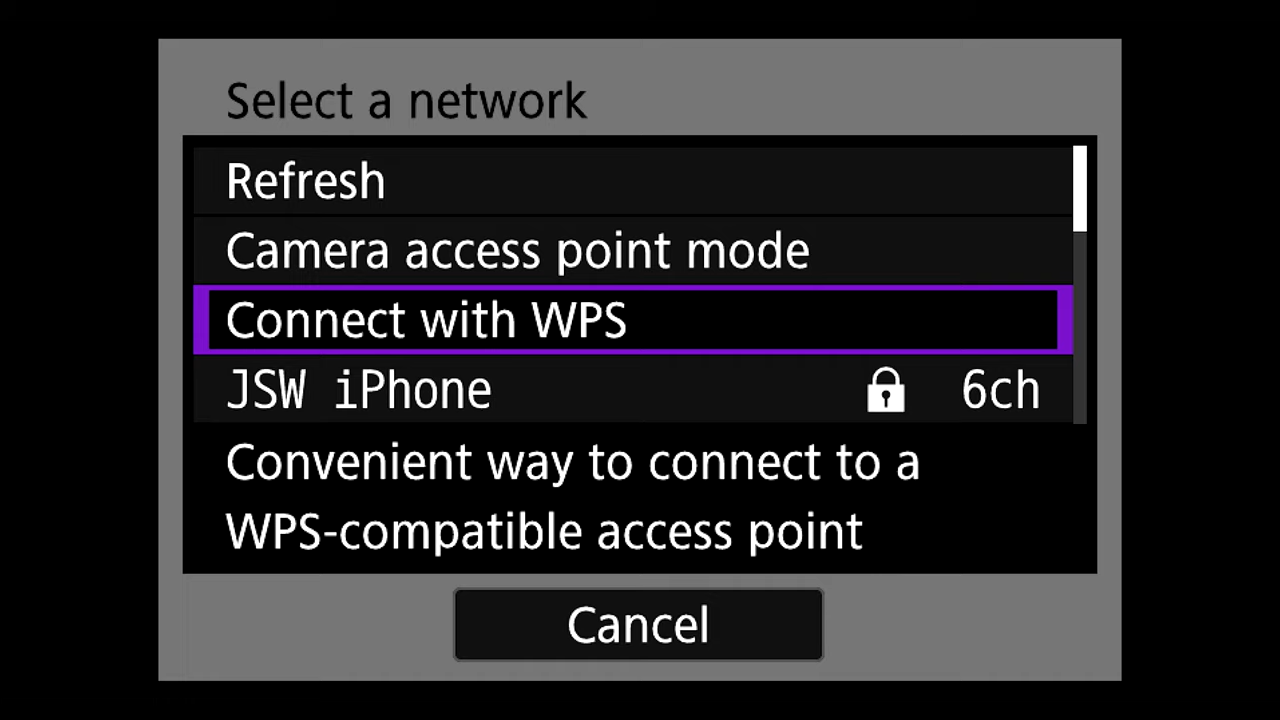 Select a network
Refresh
Camera access point mode
Connect with WPS
JSW iPhone 6ch
Convenient way to connect to a
WPS-compatible access point
Cancel